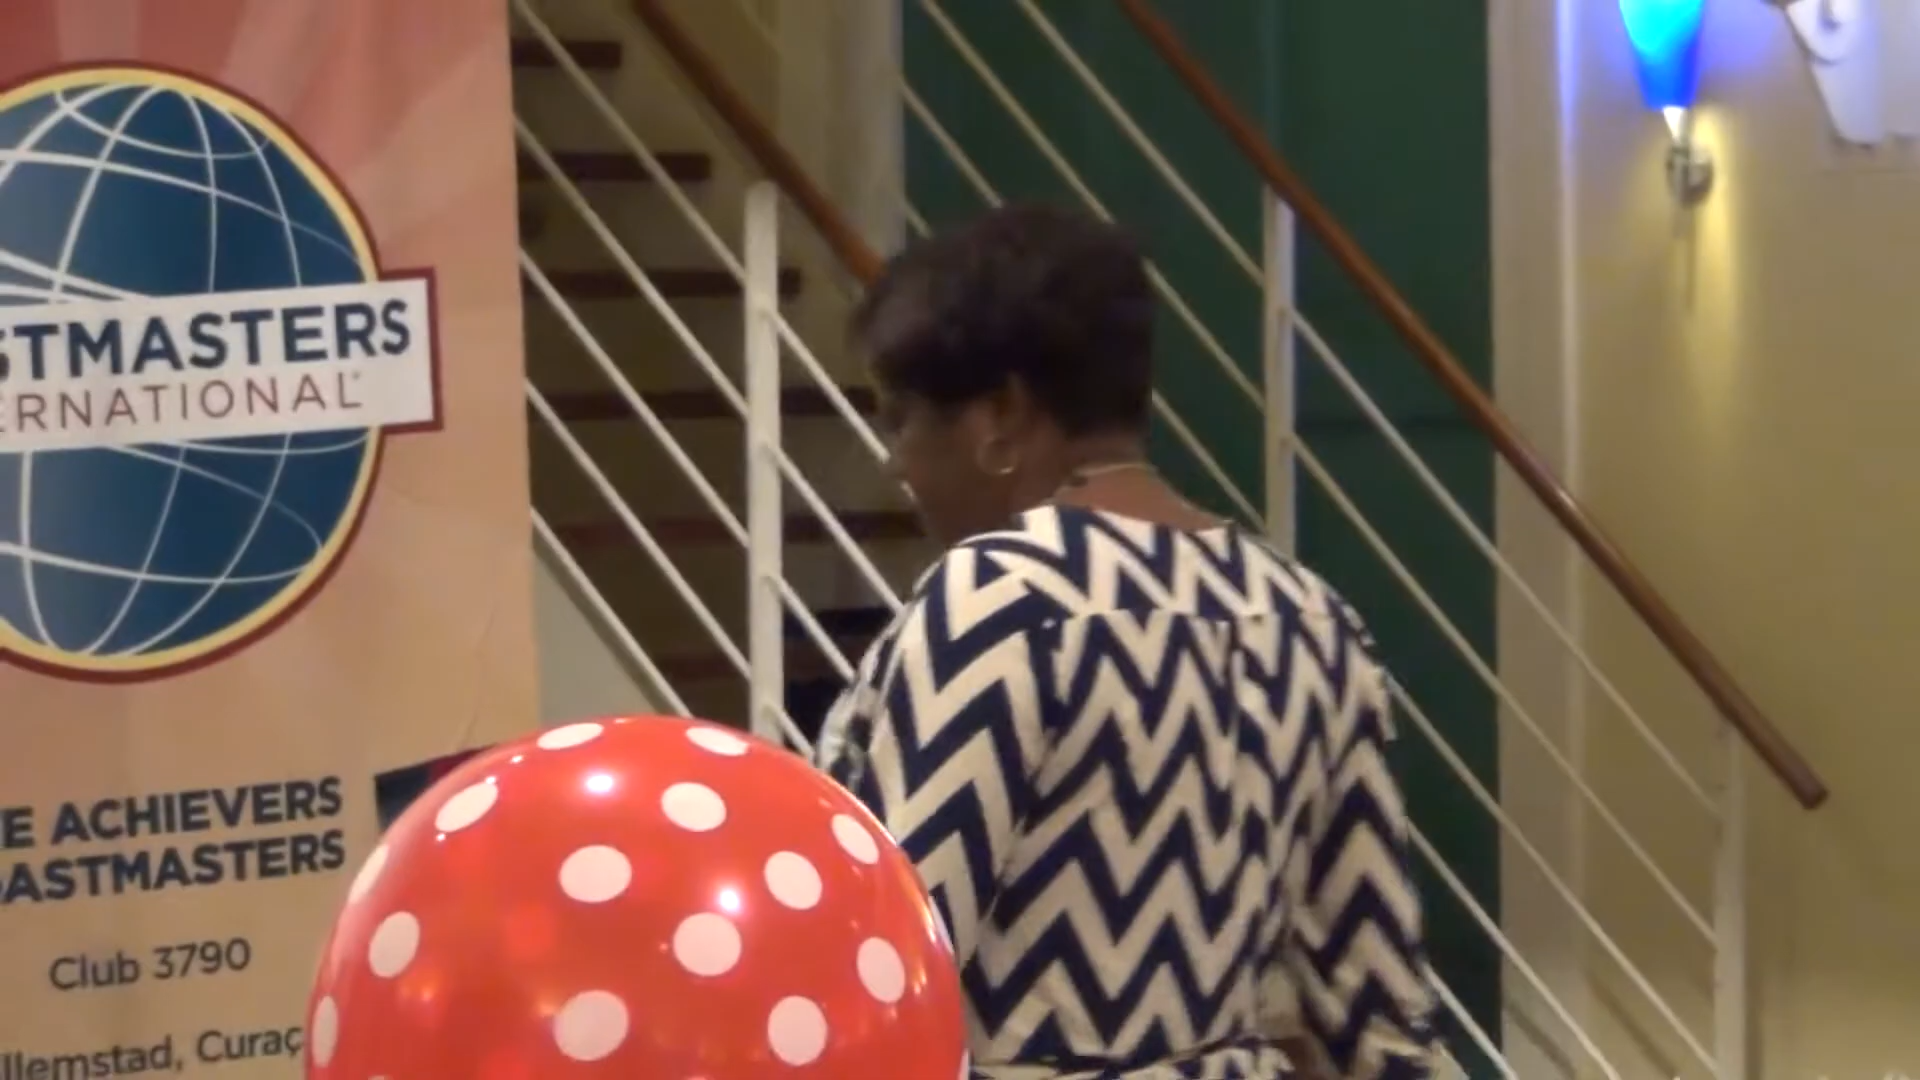 STMASTERS
ERNATIONAL
E ACHIEVERS
OASTMASTERS
Club 3790
llemstad, Curaç